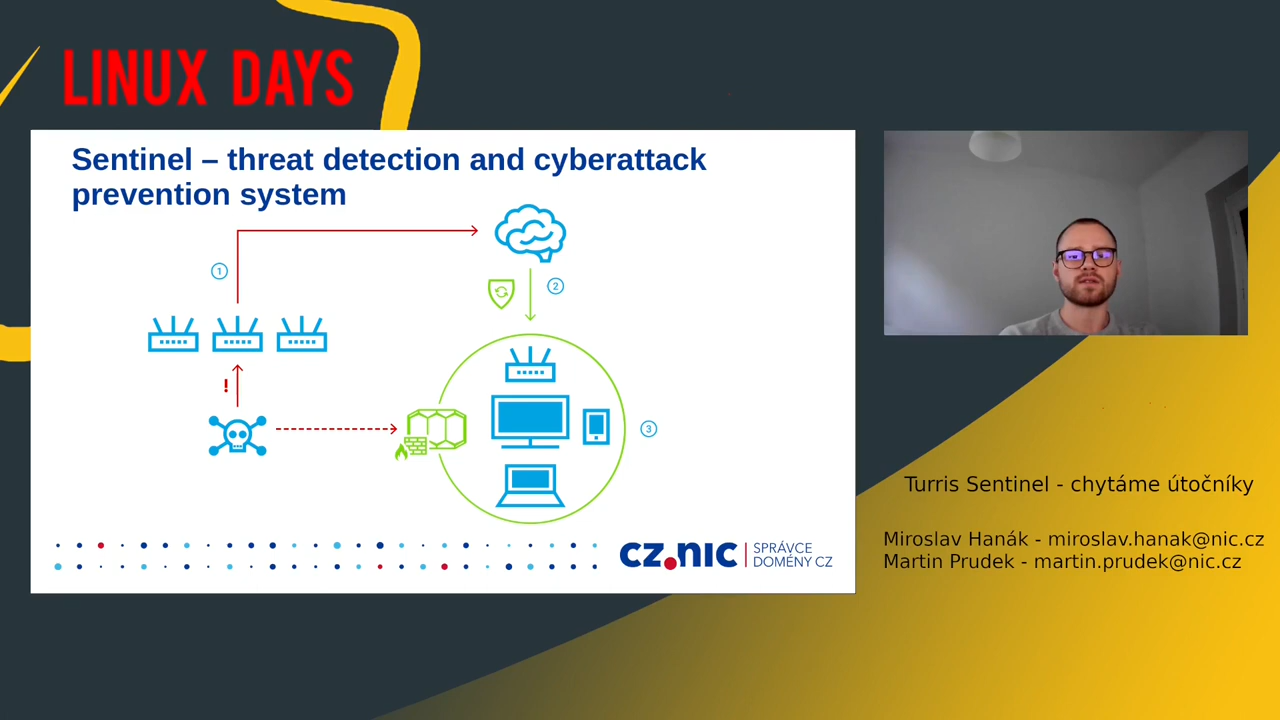 LINUX DAYS
Sentinel – threat detection and cyberattack
prevention system
1
2
!
3
CZ.NIC
SPRÁVCE
DOMÉNY CZ
Turris Sentinel - chytáme útočníky
Miroslav Hanák - miroslav.hanak@nic.cz
Martin Prudek - martin.prudek@nic.cz